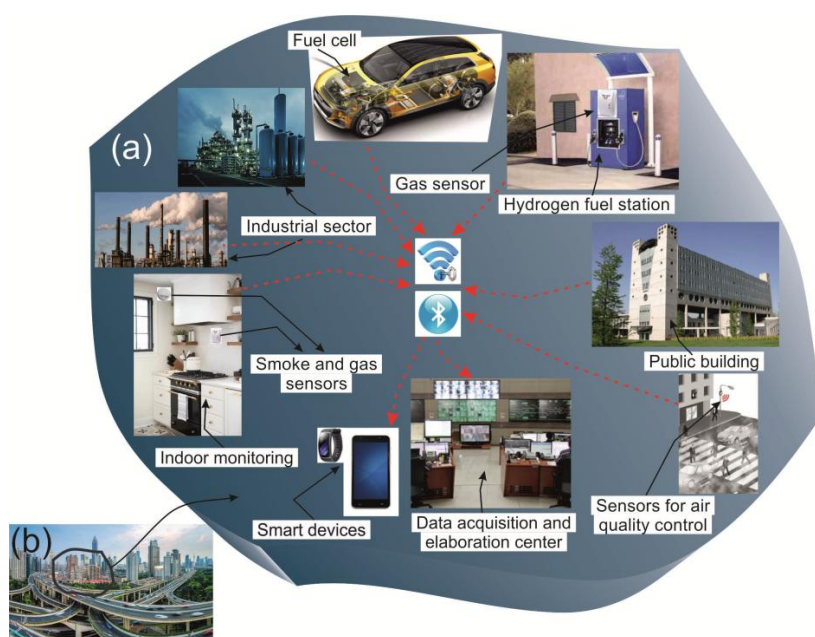 Fuel cell
(a)
Gas sensor
Hydrogen fuel station
Industrial sector
Public building
Smoke and gas
sensors
Indoor monitoring
Smart devices
Data acquisition and
elaboration center
Sensors for air
quality control
(b)